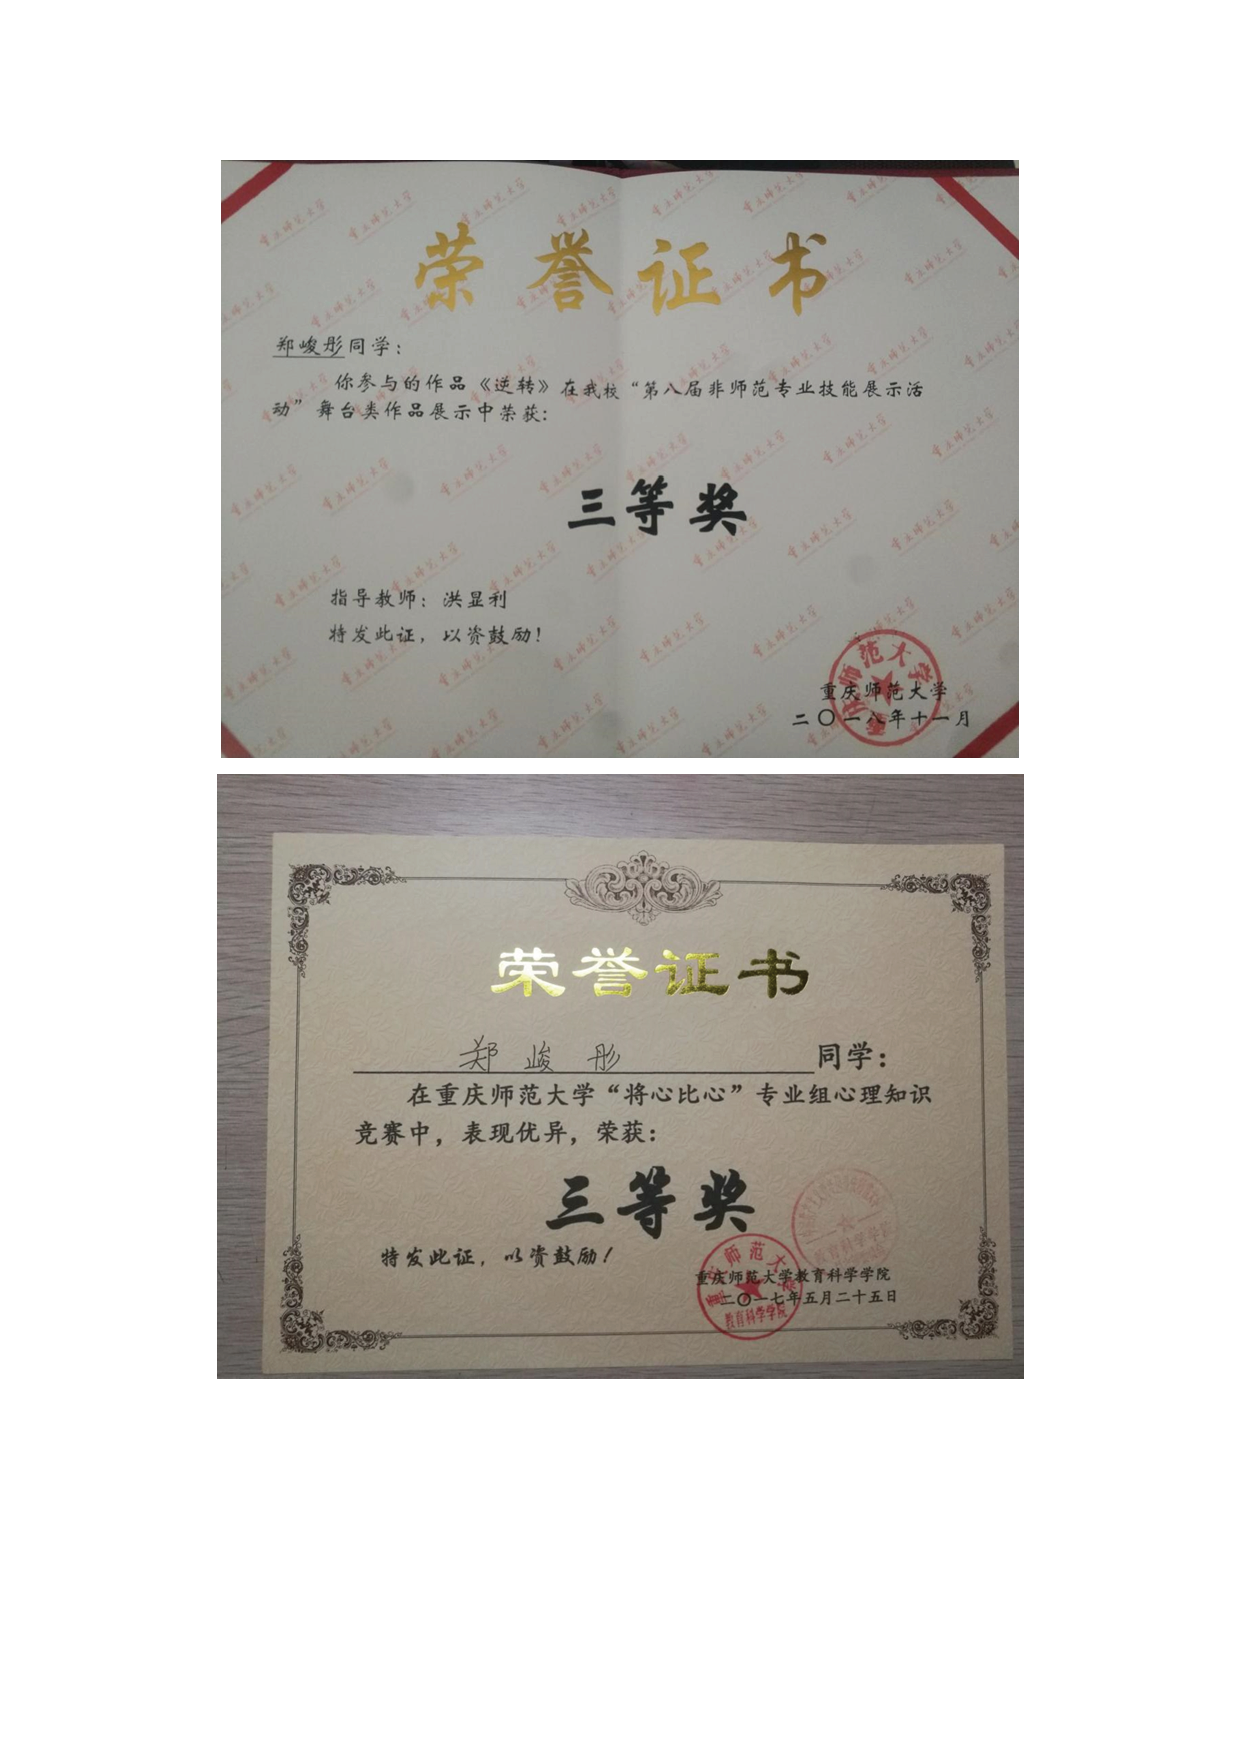 荣誉证书
郑峻彤同学：
你参与的作品《逆转》在我校“第八届非师范专业技能展示活
动”舞台类作品展示中荣获：
三等奖
指导教师：洪显利
特发此证，以资鼓励！
重庆师范大学
二〇一八年十一月
荣誉证书
郑峻彤 同学：
在重庆师范大学“将心比心”专业组心理知识
竞赛中，表现优异，荣获：
三等奖
特发此证，以资鼓励！
重庆师范大学教育科学学院
二〇一七年五月二十五日
教育科学学院